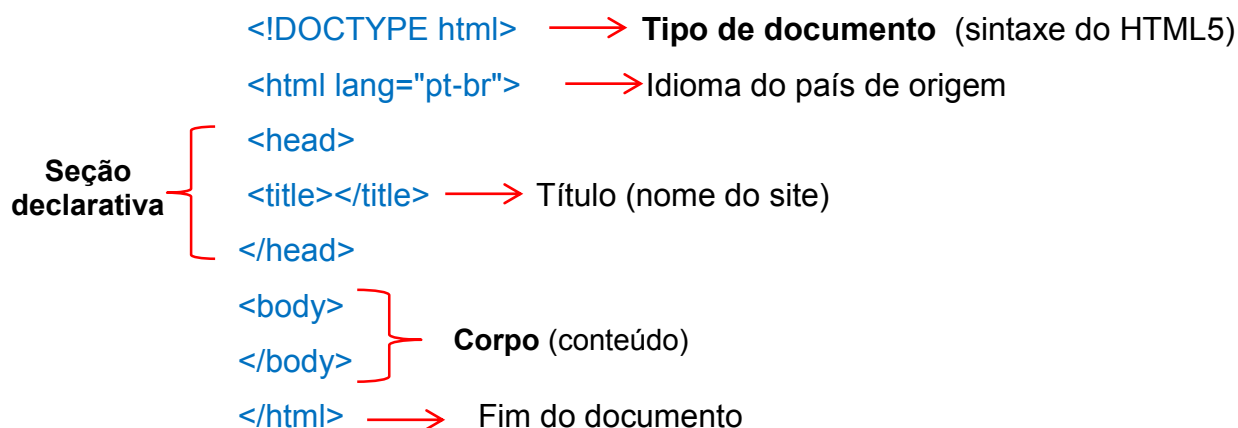 <!DOCTYPE html> Tipo de documento (sintaxe do HTML5)
<html lang="pt-br"> Idioma do país de origem
<head>
Seção
declarativa
<title></title> Título (nome do site)
</head>
<body>
Corpo (conteúdo)
</body>
</html> Fim do documento